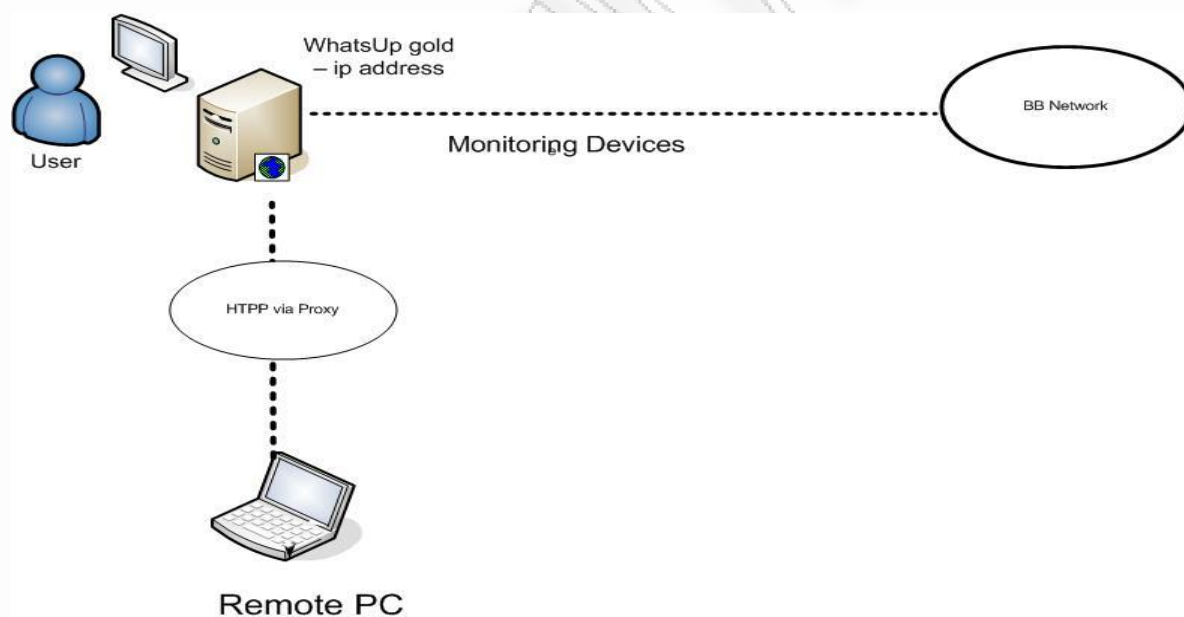 WhatsUp gold
– ip address
User
Monitoring Devices
BB Network
HTPP via Proxy
Remote PC